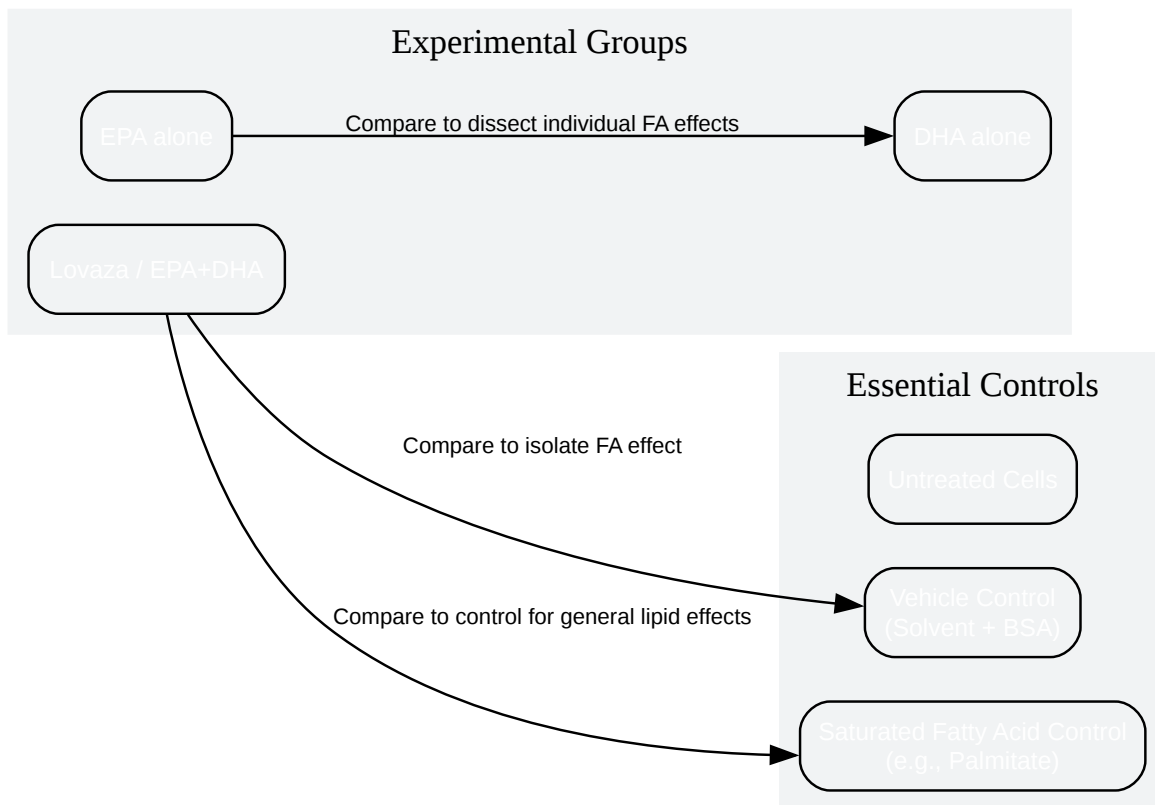 Experimental Groups
EPA alone
Compare to dissect individual FA effects
DHA alone
Lovaza / EPA+DHA
Essential Controls
Compare to isolate FA effect
Untreated Cells
Vehicle Control
(Solvent + BSA)
Compare to control for general lipid effects
Saturated Fatty Acid Control
(e.g., Palmitate)